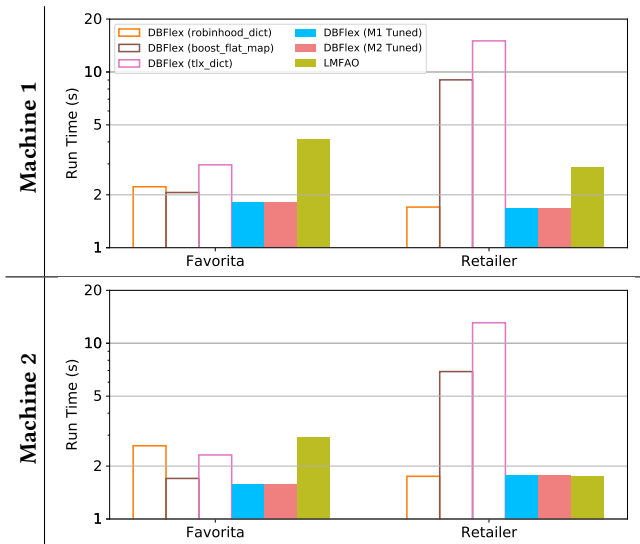 Machine 1
Run Time (s)
20
10
5
2
1
DBFlex (robinhood_dict)
DBFlex (boost_flat_map)
DBFlex (tlx_dict)
DBFlex (M1 Tuned)
DBFlex (M2 Tuned)
LMFAO
Favorita
Retailer
Machine 2
Run Time (s)
20
10
5
2
1
Favorita
Retailer